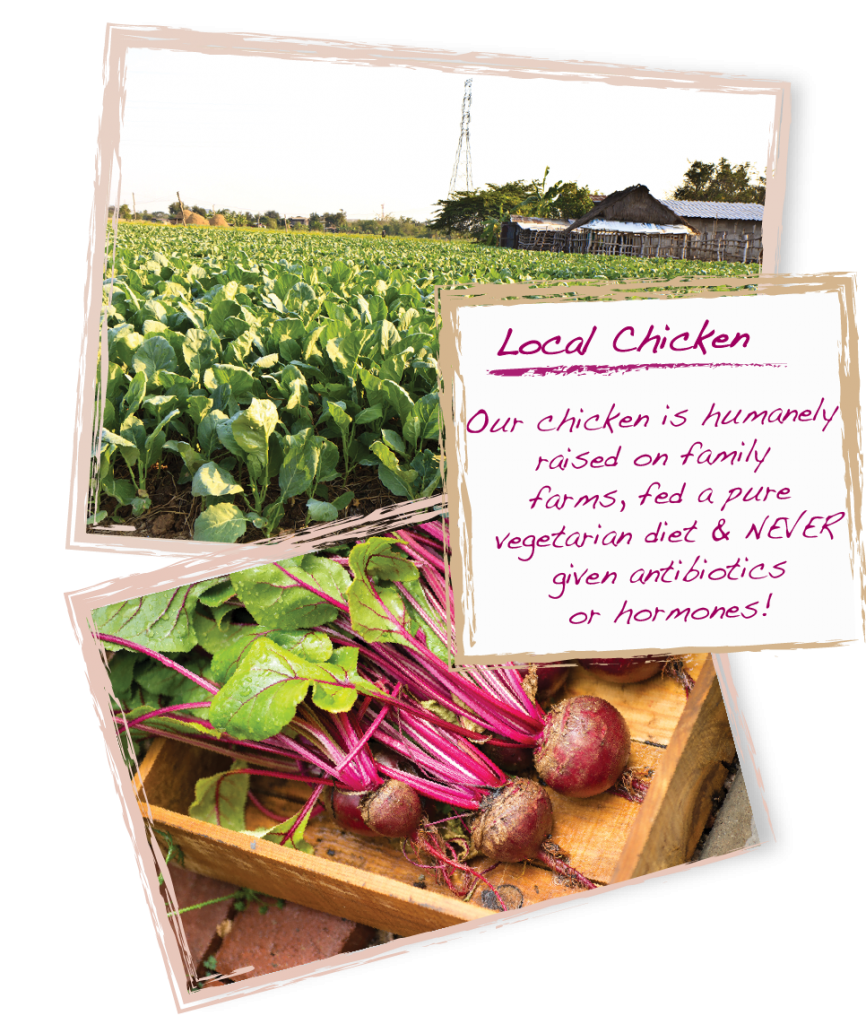 Local Chicken
Our chicken is humanely
raised on family
farms, fed a pure
vegetarian diet & NEVER
given antibiotics
or hormones!